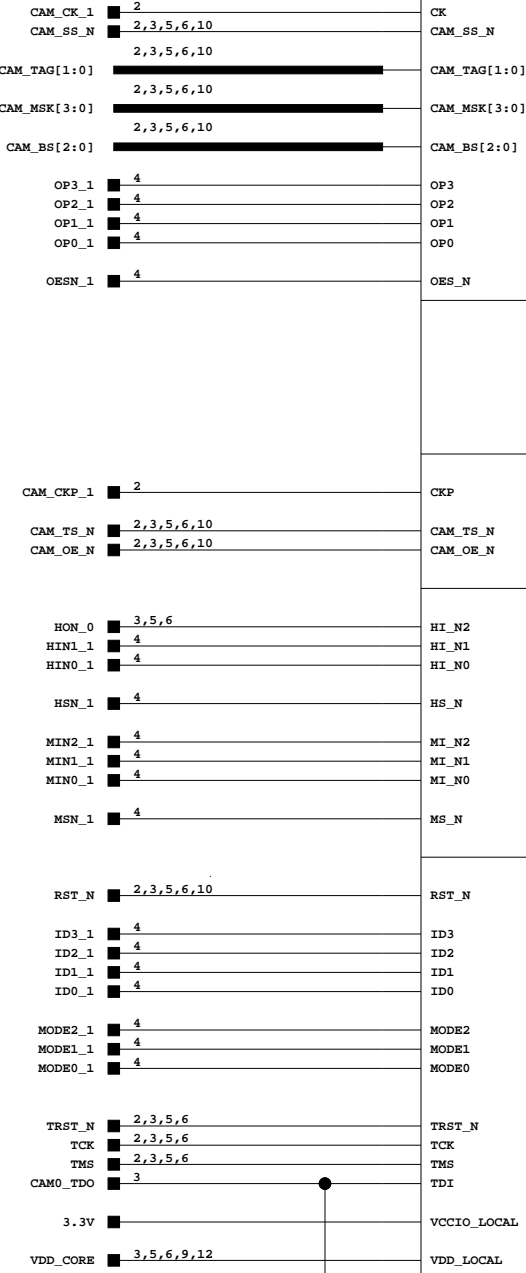 CAM_CK_1 2 CK
CAM_SS_N 2,3,5,6,10 CAM_SS_N
2,3,5,6,10
CAM_TAG[1:0] CAM_TAG[1:0]
2,3,5,6,10
CAM_MSK[3:0] CAM_MSK[3:0]
2,3,5,6,10
CAM_BS[2:0] CAM_BS[2:0]
OP3_1 4 OP3
OP2_1 4 OP2
OP1_1 4 OP1
OP0_1 4 OP0
OESN_1 4 OES_N
CAM_CKP_1 2 CKP
CAM_TS_N 2,3,5,6,10 CAM_TS_N
CAM_OE_N 2,3,5,6,10 CAM_OE_N
HON_0 3,5,6 HI_N2
HIN1_1 4 HI_N1
HIN0_1 4 HI_N0
HSN_1 4 HS_N
MIN2_1 4 MI_N2
MIN1_1 4 MI_N1
MIN0_1 4 MI_N0
MSN_1 4 MS_N
RST_N 2,3,5,6,10 RST_N
ID3_1 4 ID3
ID2_1 4 ID2
ID1_1 4 ID1
ID0_1 4 ID0
MODE2_1 4 MODE2
MODE1_1 4 MODE1
MODE0_1 4 MODE0
TRST_N 2,3,5,6 TRST_N
TCK 2,3,5,6 TCK
TMS 2,3,5,6 TMS
CAM0_TDO 3 TDI
3.3V VCCIO_LOCAL
VDD_CORE 3,5,6,9,12 VDD_LOCAL